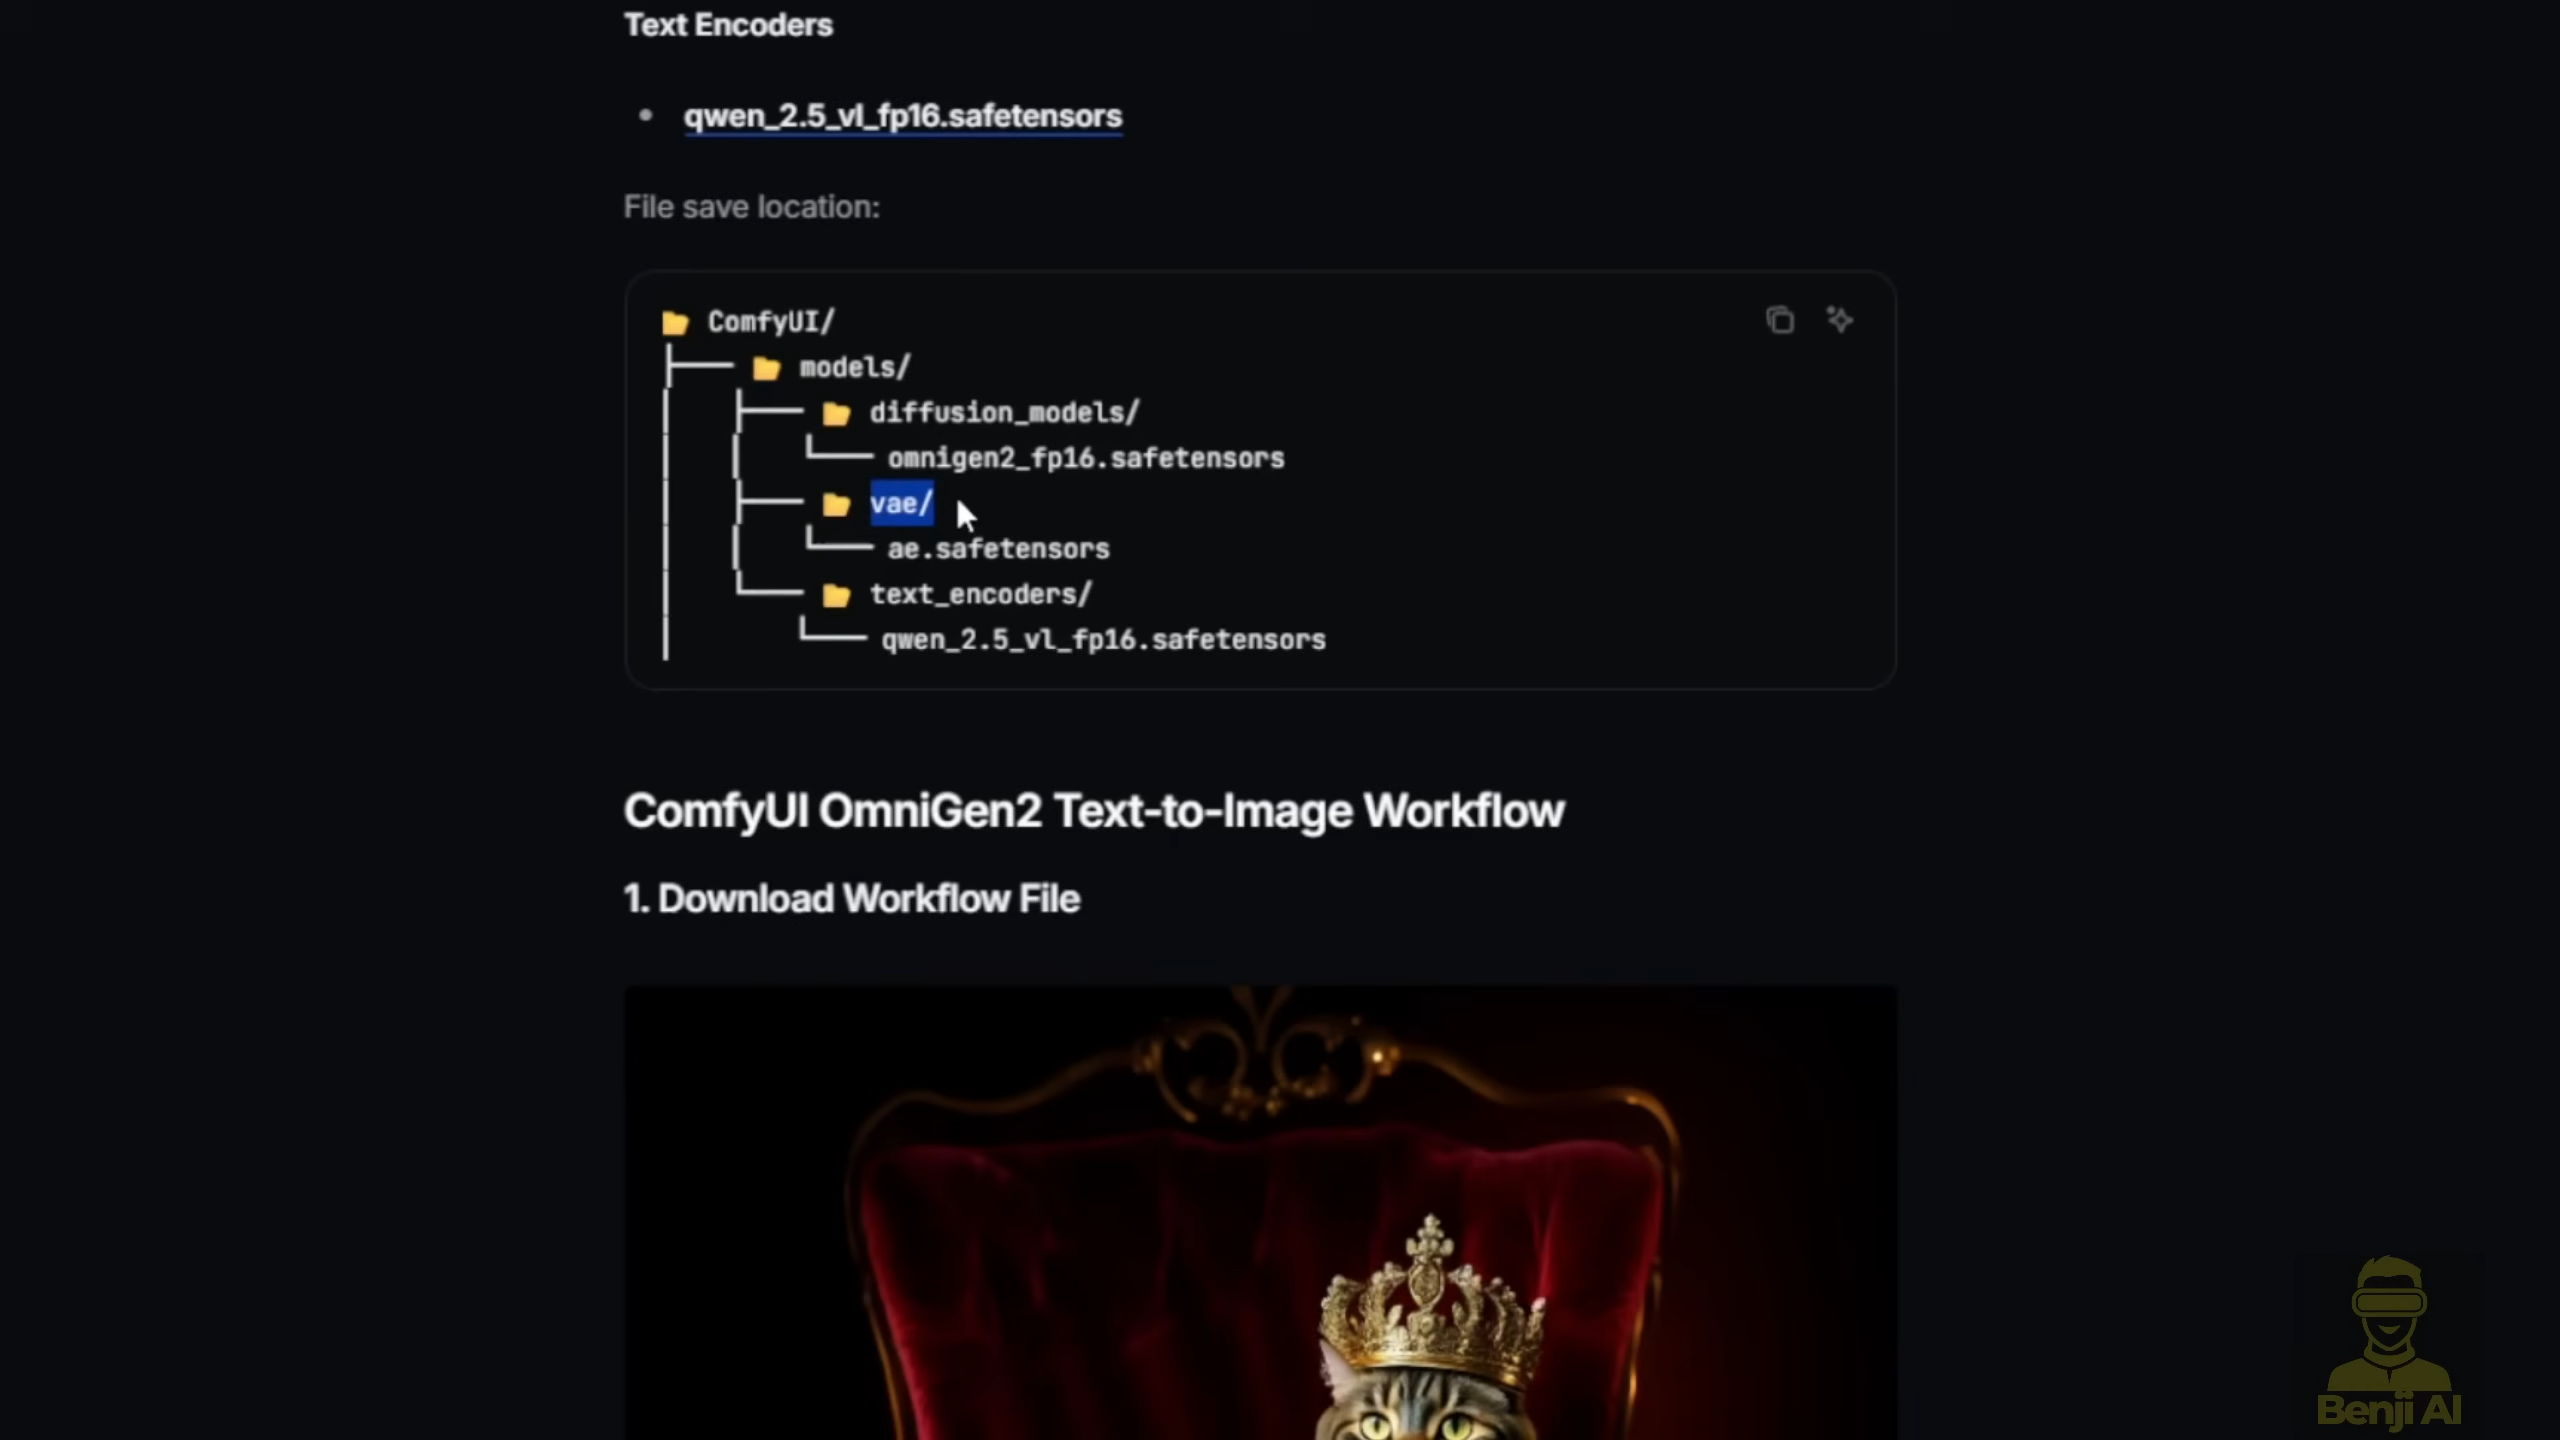 Text Encoders
• qwen_2.5_vl_fp16.safetensors
File save location:
📂 ComfyUI/
├── 📂 models/
│   ├── 📂 diffusion_models/
│   │   └── omnigen2_fp16.safetensors
│   ├── 📂 vae/
│   │   └── ae.safetensors
│   └── 📂 text_encoders/
│       └── qwen_2.5_vl_fp16.safetensors
ComfyUI OmniGen2 Text-to-Image Workflow
1. Download Workflow File
Benji AI